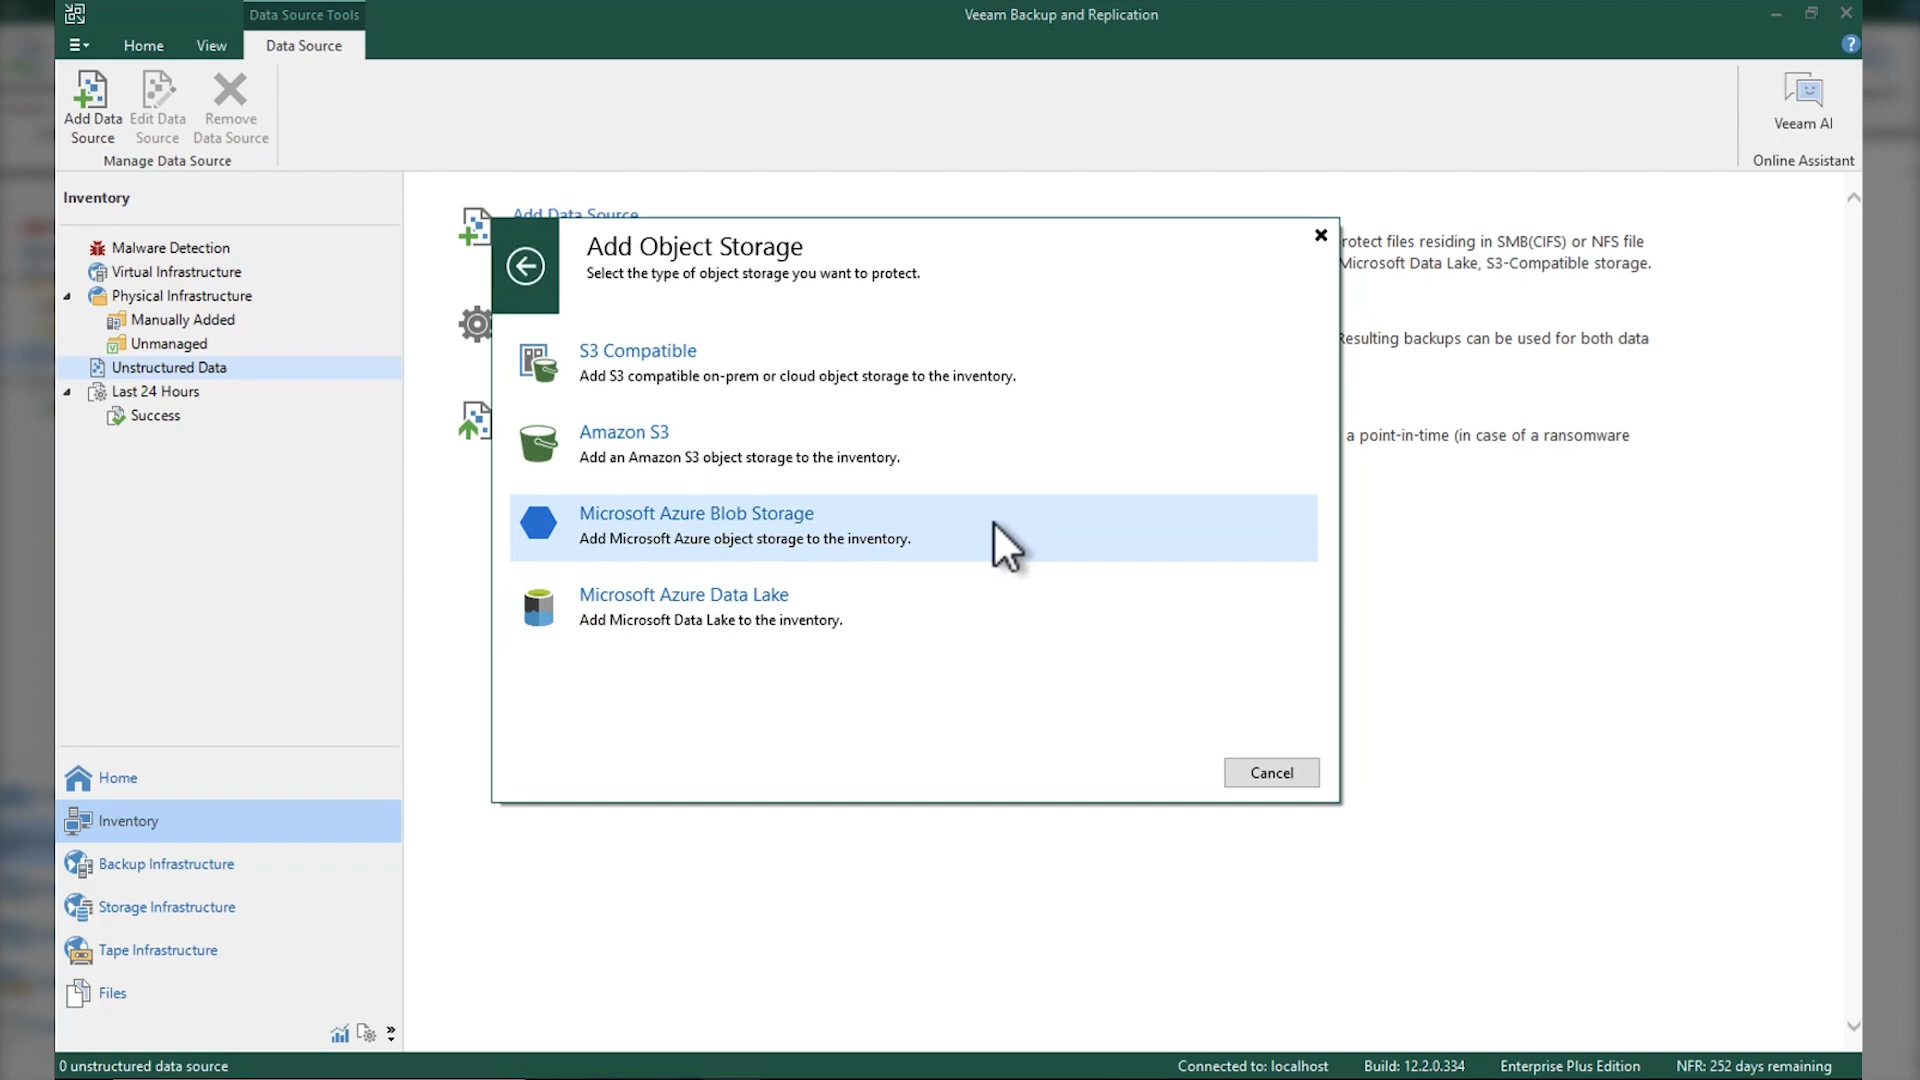 Data Source Tools
Veeam Backup and Replication
Home
View
Data Source
?
Add Data
Source
Edit Data
Source
Remove
Data Source
Manage Data Source
Veeam AI
Online Assistant
Inventory
Malware Detection
Virtual Infrastructure
Physical Infrastructure
Manually Added
Unmanaged
Unstructured Data
Last 24 Hours
Success
Add Data Source
rotect files residing in SMB(CIFS) or NFS file
Microsoft Data Lake, S3-Compatible storage.
Resulting backups can be used for both data
a point-in-time (in case of a ransomware
Add Object Storage
Select the type of object storage you want to protect.
S3 Compatible
Add S3 compatible on-prem or cloud object storage to the inventory.
Amazon S3
Add an Amazon S3 object storage to the inventory.
Microsoft Azure Blob Storage
Add Microsoft Azure object storage to the inventory.
Microsoft Azure Data Lake
Add Microsoft Data Lake to the inventory.
Cancel
Home
Inventory
Backup Infrastructure
Storage Infrastructure
Tape Infrastructure
Files
0 unstructured data source
Connected to: localhost
Build: 12.2.0.334
Enterprise Plus Edition
NFR: 252 days remaining